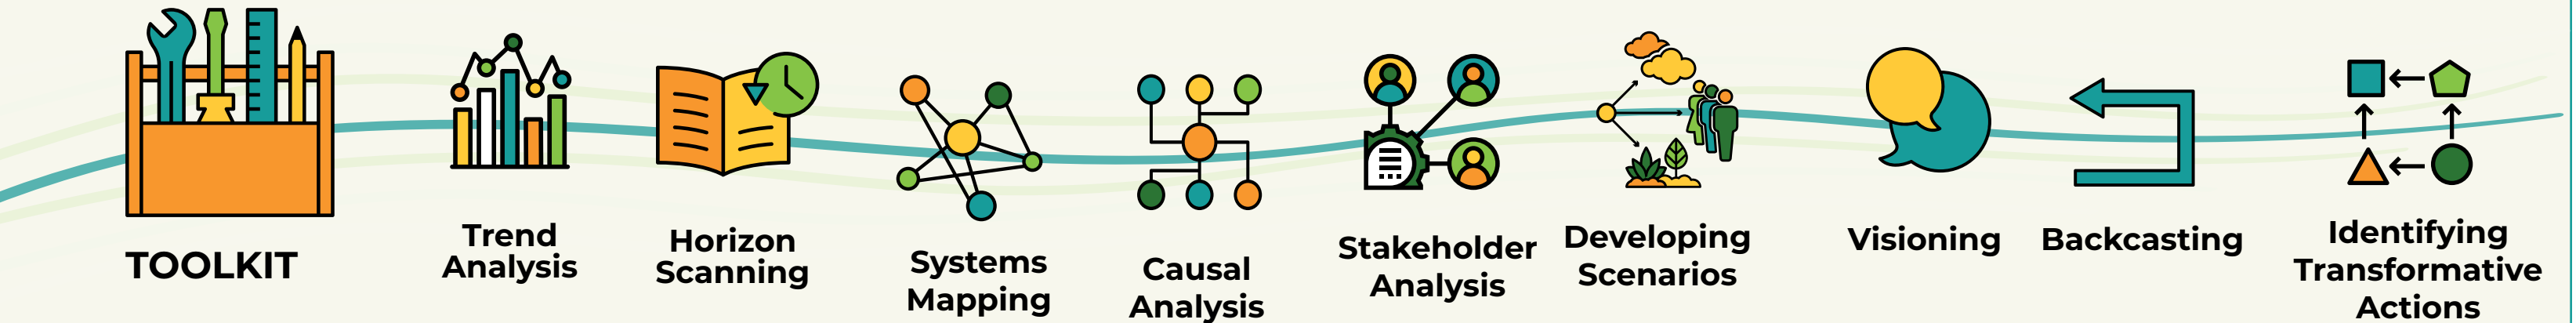 TOOLKIT
Trend
Analysis
Horizon
Scanning
Systems
Mapping
Causal
Analysis
Stakeholder
Analysis
Developing
Scenarios
Visioning
Backcasting
Identifying
Transformative
Actions